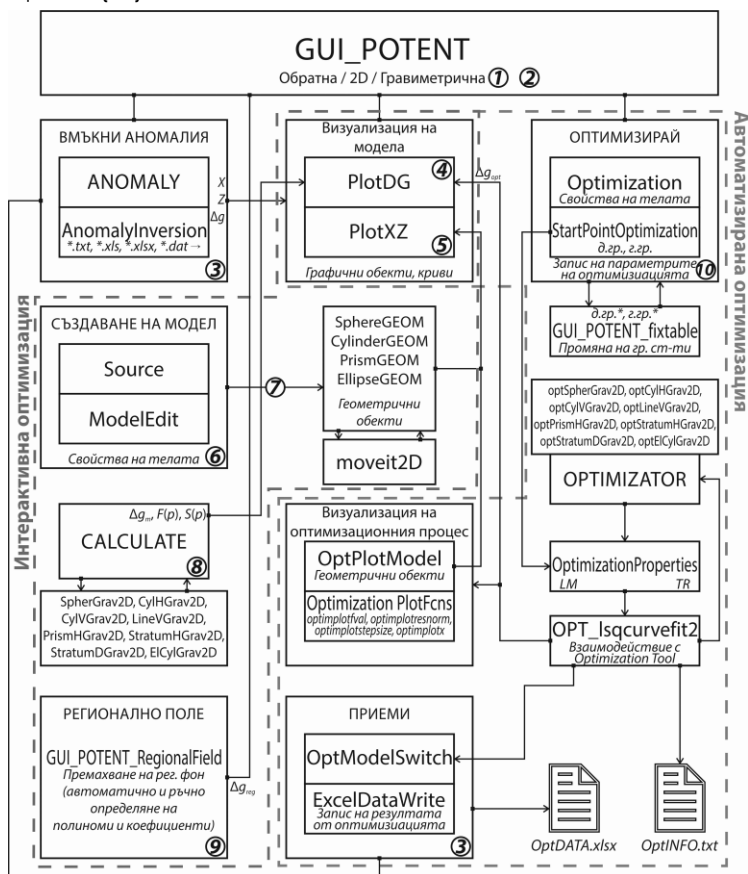 GUI_POTENT
Обратна / 2D / Гравиметрична ① ②
ВМЪКНИ АНОМАЛИЯ
ANOMALY
AnomalyInversion
*.txt, *.xls, *.xlsx, *.dat →
③
X
Z
Δg
Визуализация на
модела
PlotDG
④
PlotXZ
⑤
Графични обекти, криви
Δgopt
ОПТИМИЗИРАЙ
Optimization
Свойства на телата
StartPointOptimization
д.гр., г.гр.
Запис на параметрите
на оптимизиацията
⑩
д.гр.*, г.гр.*
GUI_POTENT_fixtable
Промяна на гр. ст-ти
Автоматизирана оптимизация
Интерактивна оптимизация
СЪЗДАВАНЕ НА МОДЕЛ
Source
ModelEdit
Свойства на телата
⑥
⑦
SphereGEOM
CylinderGEOM
PrismGEOM
EllipseGEOM
Геометрични
обекти
moveit2D
optSpherGrav2D, optCylHGrav2D,
optCylVGrav2D, optLineVGrav2D,
optPrismHGrav2D, optStratumHGrav2D,
optStratumDGrav2D, optElCylGrav2D
OPTIMIZATOR
OptimizationProperties
LM TR
OPT_lsqcurvefit2
Взаимодействие с
Optimization Tool
Δgm, F(p), S(p)
CALCULATE
⑧
SpherGrav2D, CylHGrav2D,
CylVGrav2D, LineVGrav2D,
PrismHGrav2D, StratumHGrav2D,
StratumDGrav2D, ElCylGrav2D
Визуализация на
оптимизационния процес
OptPlotModel
Геометрични обекти
Optimization PlotFcns
optimplotfval, optimplotresnorm,
optimplotstepsize, optimplotx
РЕГИОНАЛНО ПОЛЕ
GUI_POTENT_RegionalField
Премахване на рег. фон
(автоматично и ръчно
определяне на
полиноми и коефициенти)
⑨
Δgreg
ПРИЕМИ
OptModelSwitch
ExcelDataWrite
Запис на резултата
от оптимизиацията
③
OptDATA.xlsx
OptINFO.txt